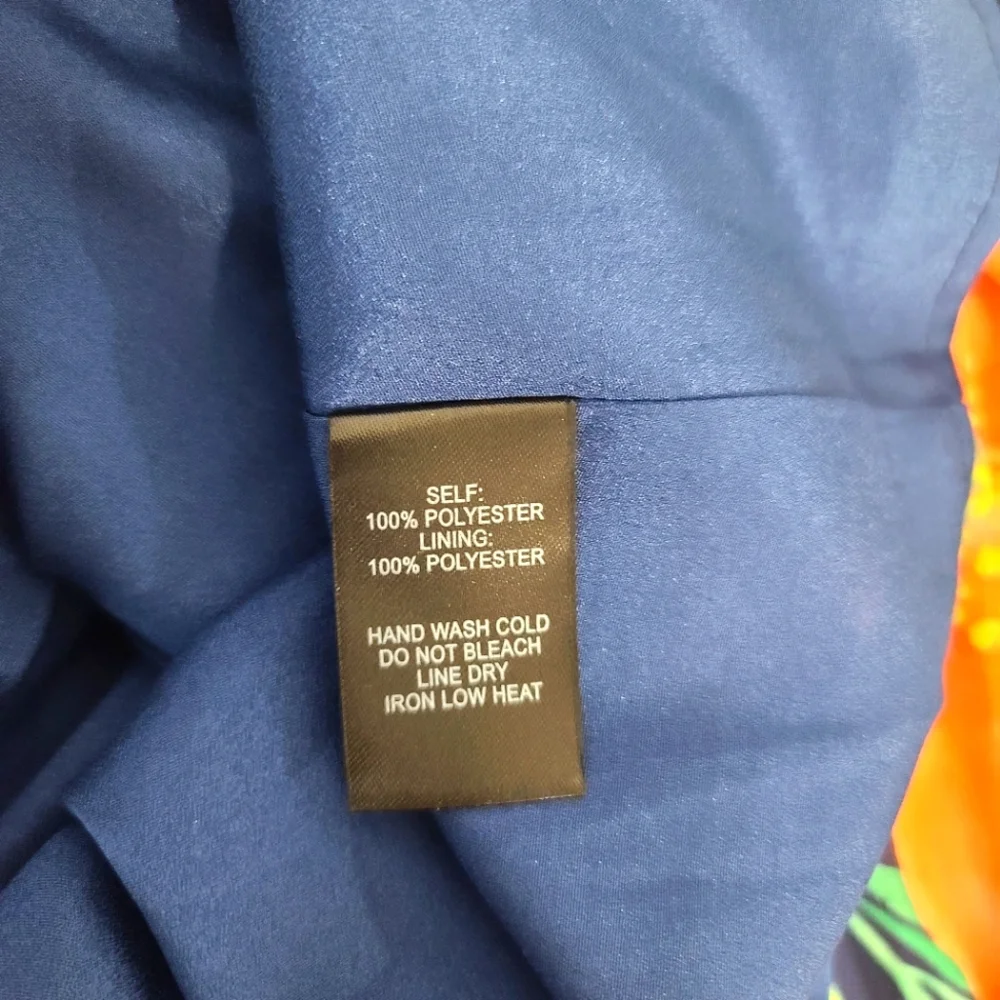 SELF:
100% POLYESTER
LINING:
100% POLYESTER
HAND WASH COLD
DO NOT BLEACH
LINE DRY
IRON LOW HEAT